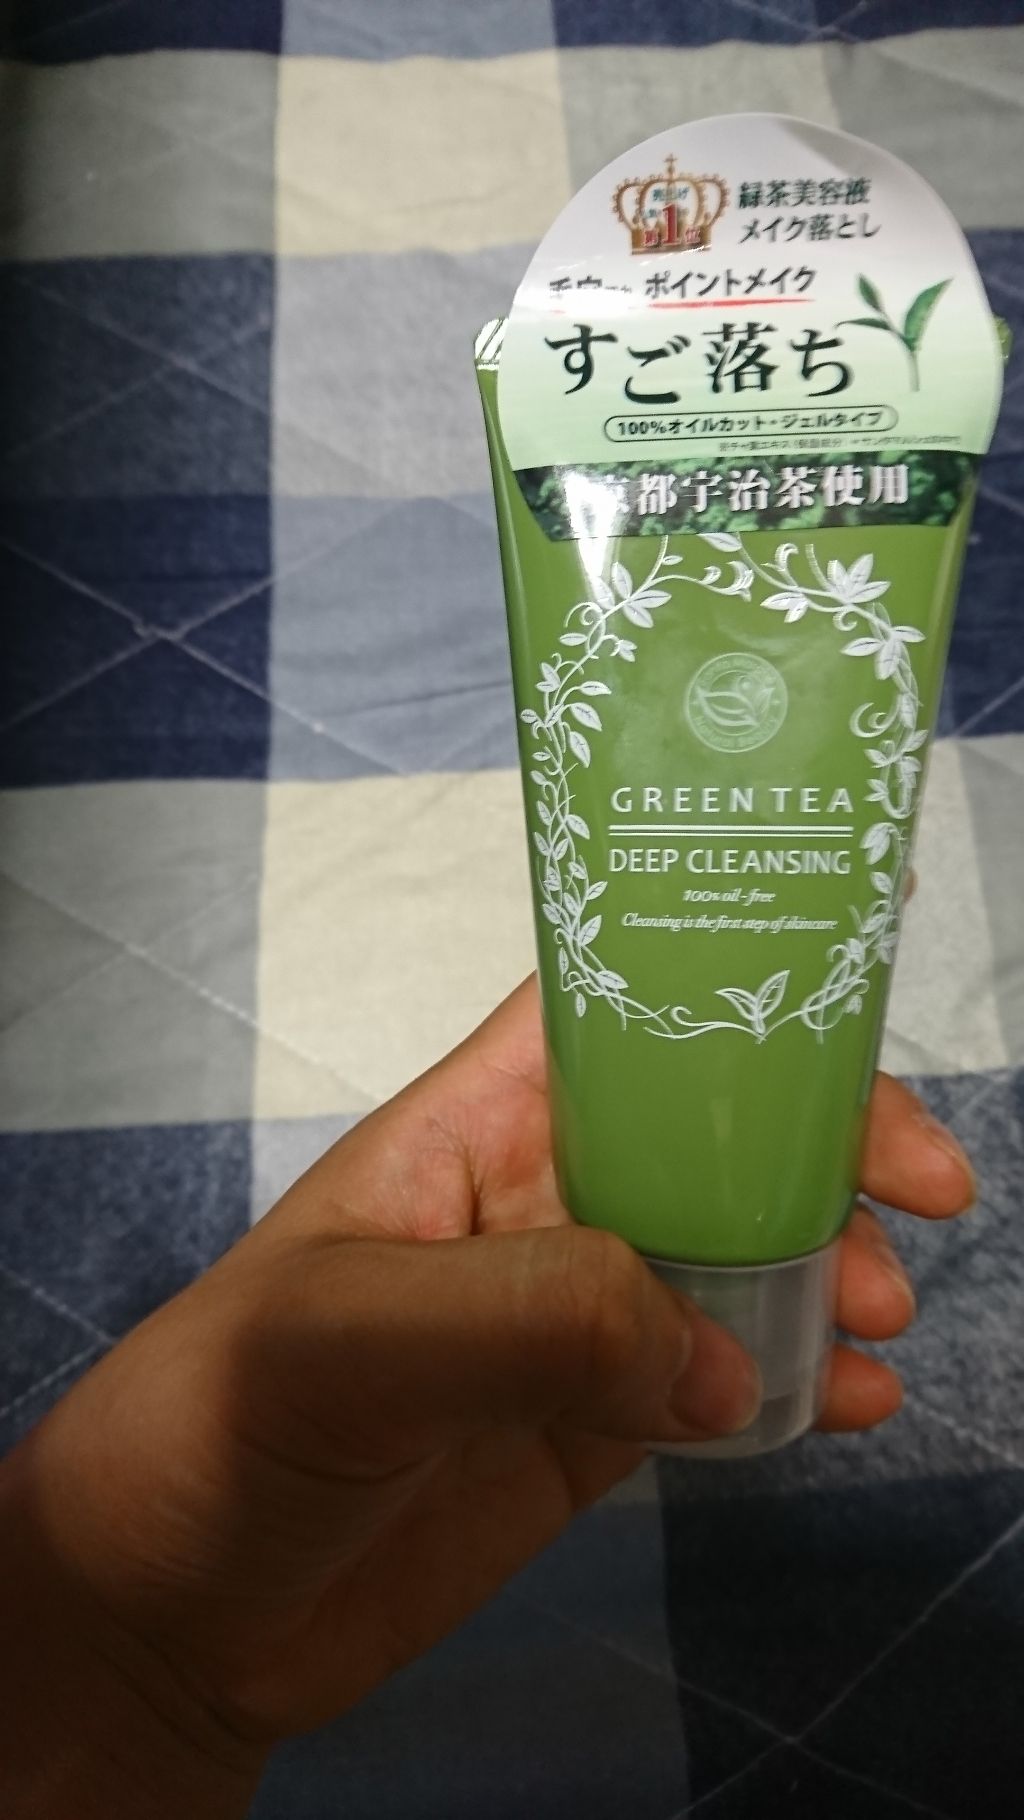 第1位
緑茶美容液
メイク落とし
ポイントメイク
すご落ち
100%オイルカット・ジェルタイプ
京都宇治茶使用
GREEN TEA
DEEP CLEANSING
100% oil-free
Cleansing is the first step of skincare